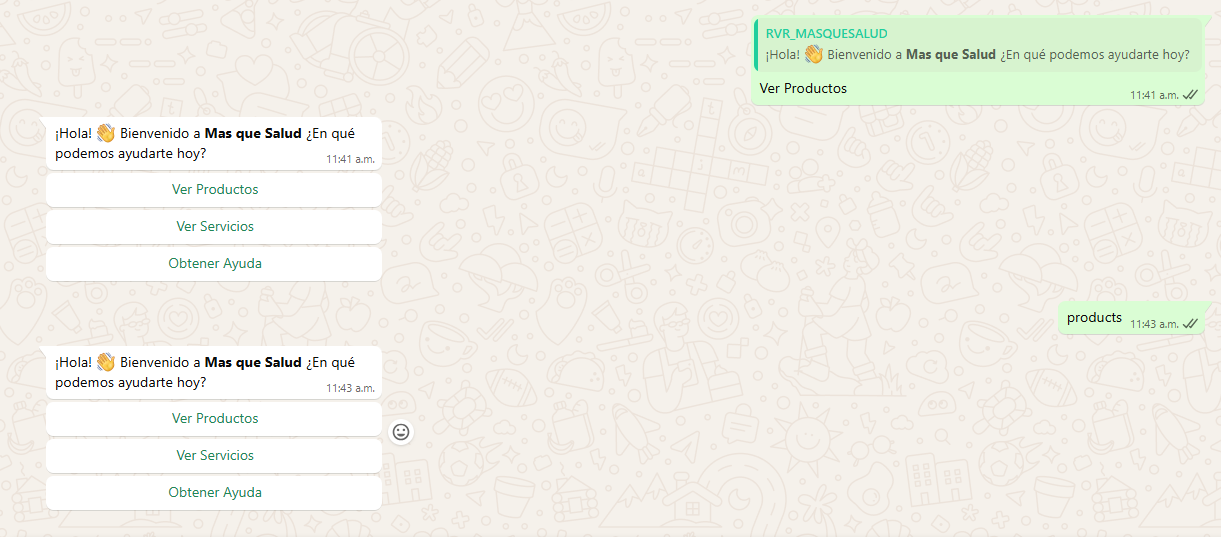 RVR_MASQUESALUD
¡Hola! 👋 Bienvenido a Mas que Salud ¿En qué podemos ayudarte hoy?
Ver Productos
11:41 a.m.
¡Hola! 👋 Bienvenido a Mas que Salud ¿En qué
podemos ayudarte hoy?
11:41 a.m.
Ver Productos
Ver Servicios
Obtener Ayuda
products
11:43 a.m.
¡Hola! 👋 Bienvenido a Mas que Salud ¿En qué
podemos ayudarte hoy?
11:43 a.m.
Ver Productos
Ver Servicios
Obtener Ayuda